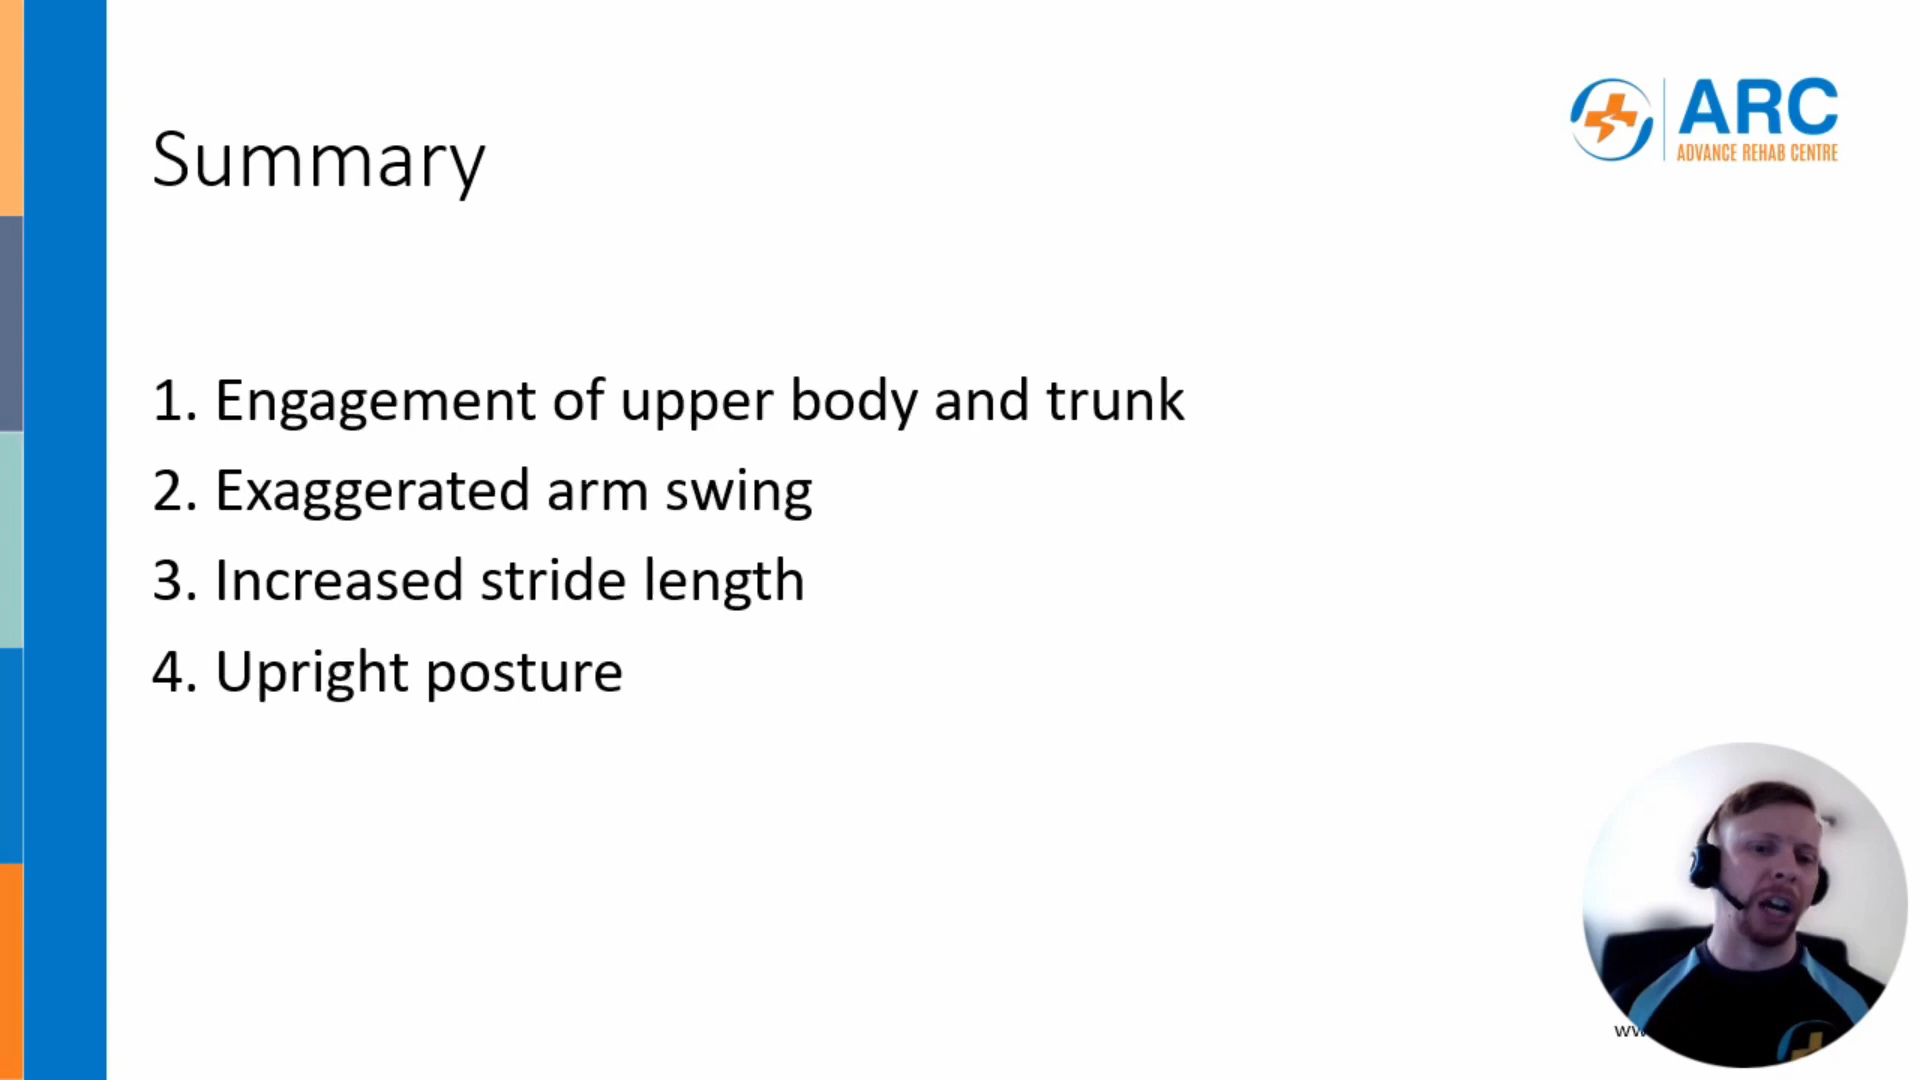 Summary
ARC
ADVANCE REHAB CENTRE
1. Engagement of upper body and trunk
2. Exaggerated arm swing
3. Increased stride length
4. Upright posture